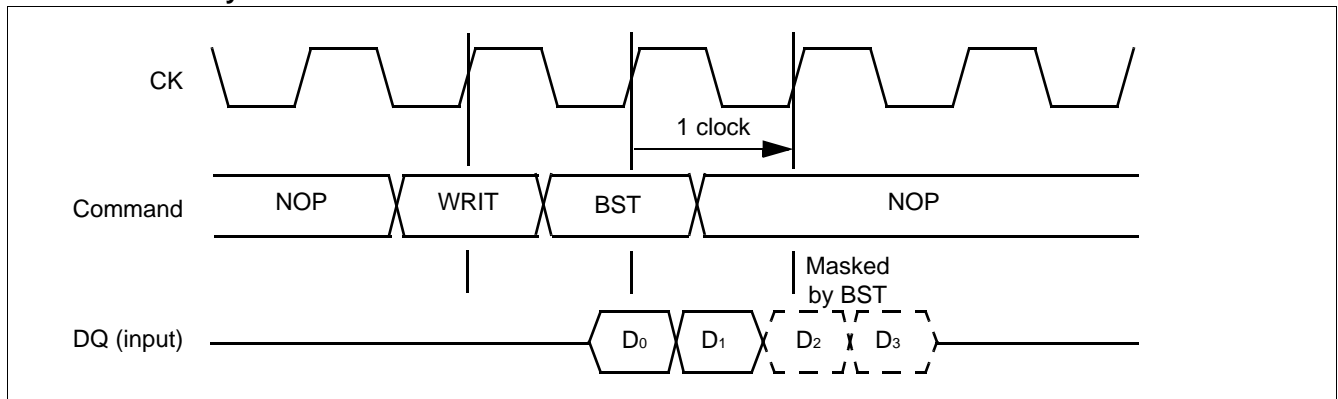 CK
1 clock
Command
NOP
WRIT
BST
NOP
Masked
by BST
DQ (input)
D0
D1
D2
D3